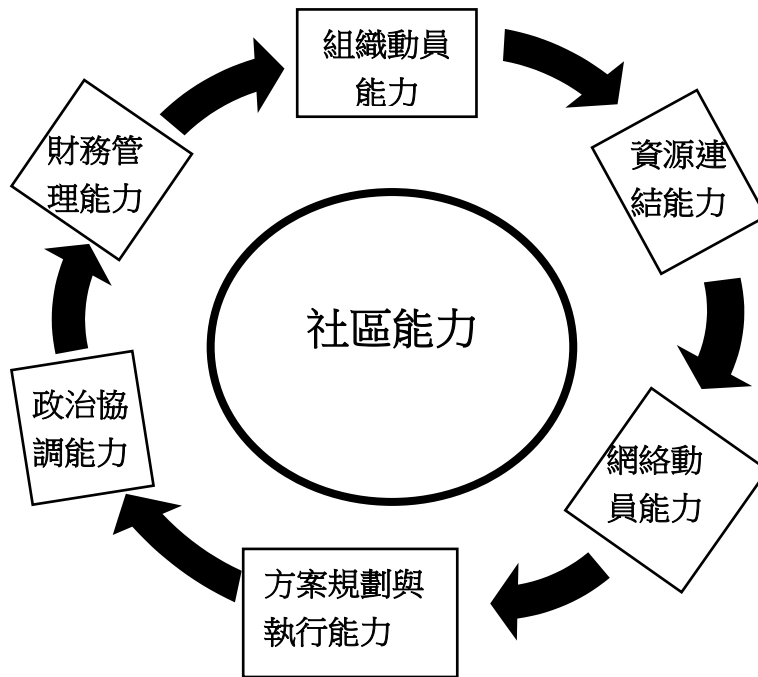 組織動員
能力
資源連
結能力
網絡動
員能力
方案規劃與
執行能力
政治協
調能力
財務管
理能力
社區能力